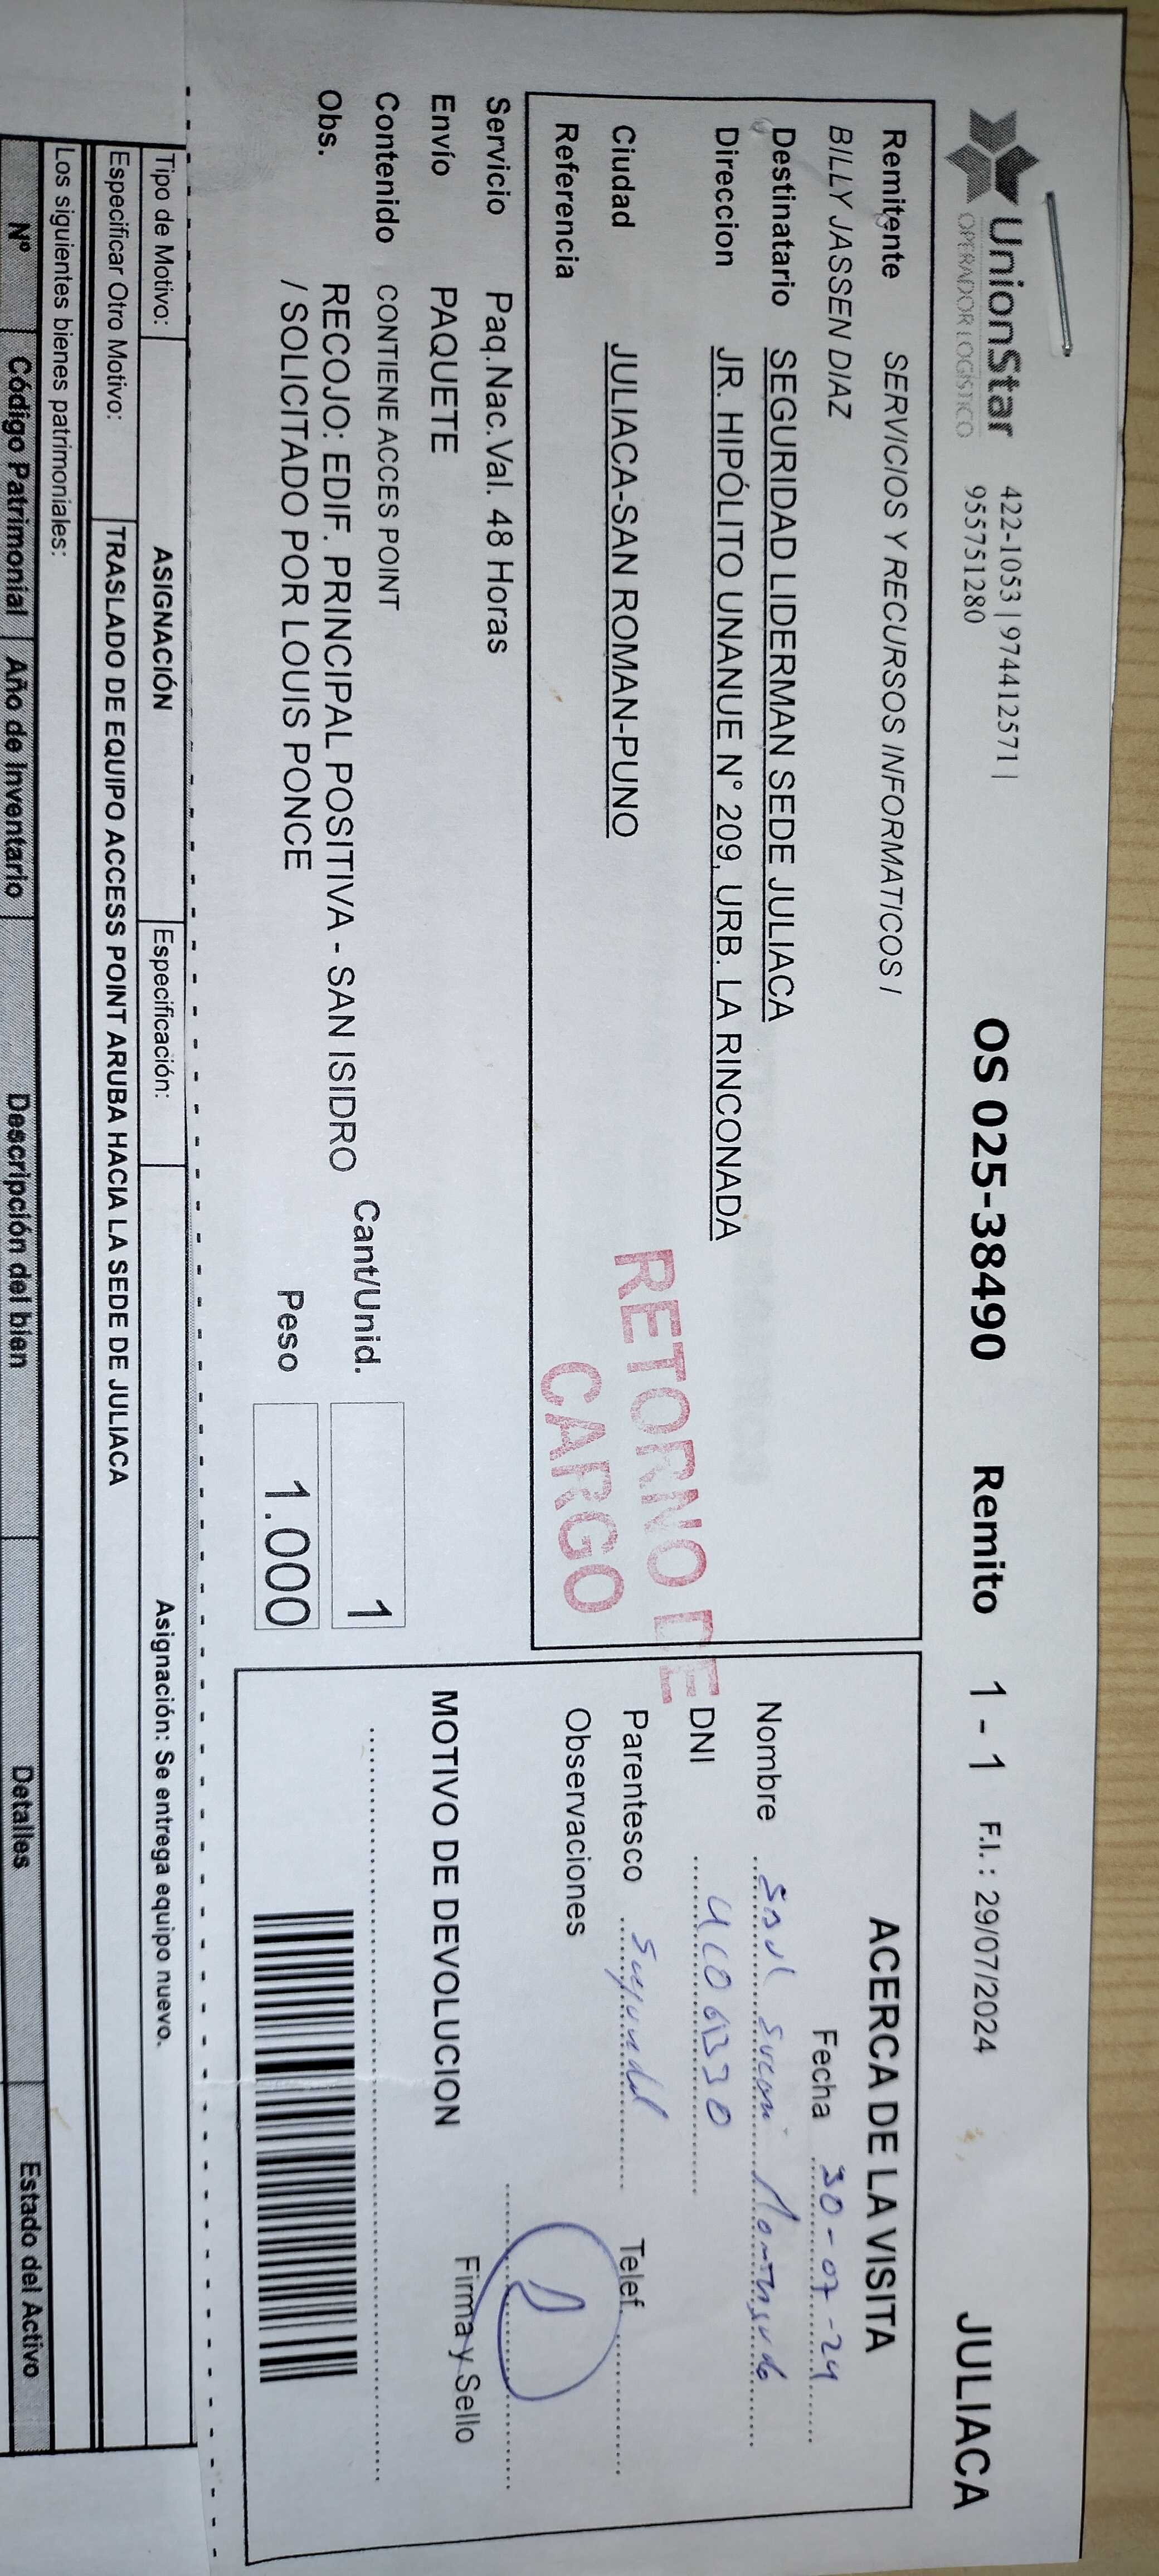 UnionStar
OPERADOR LOGISTICO
422-1053 | 974412571 |
955751280
OS 025-38490 Remito 1 - 1 F.I. : 29/07/2024 JULIACA
Remitente SERVICIOS Y RECURSOS INFORMATICOS I
BILLY JASSEN DIAZ
Destinatario SEGURIDAD LIDERMAN SEDE JULIACA
Direccion JR. HIPÓLITO UNANUE N° 209, URB. LA RINCONADA
Ciudad JULIACA-SAN ROMAN-PUNO
Referencia
RETORNO DE
CARGO
Servicio Paq.Nac.Val. 48 Horas
Envío PAQUETE
Contenido CONTIENE ACCES POINT
Obs. RECOJO: EDIF. PRINCIPAL POSITIVA - SAN ISIDRO
/ SOLICITADO POR LOUIS PONCE
Cant/Unid. 1
Peso 1.000
ACERCA DE LA VISITA
Fecha 30-07-24
Nombre
DNI
Parentesco
Telef.
Observaciones
Firma y Sello
MOTIVO DE DEVOLUCION
Tipo de Motivo: ASIGNACIÓN Especificación: Asignación: Se entrega equipo nuevo.
Especificar Otro Motivo: TRASLADO DE EQUIPO ACCESS POINT ARUBA HACIA LA SEDE DE JULIACA
Los siguientes bienes patrimoniales:
Nº Código Patrimonial Año de Inventario Descripción del bien Detalles Estado del Activo